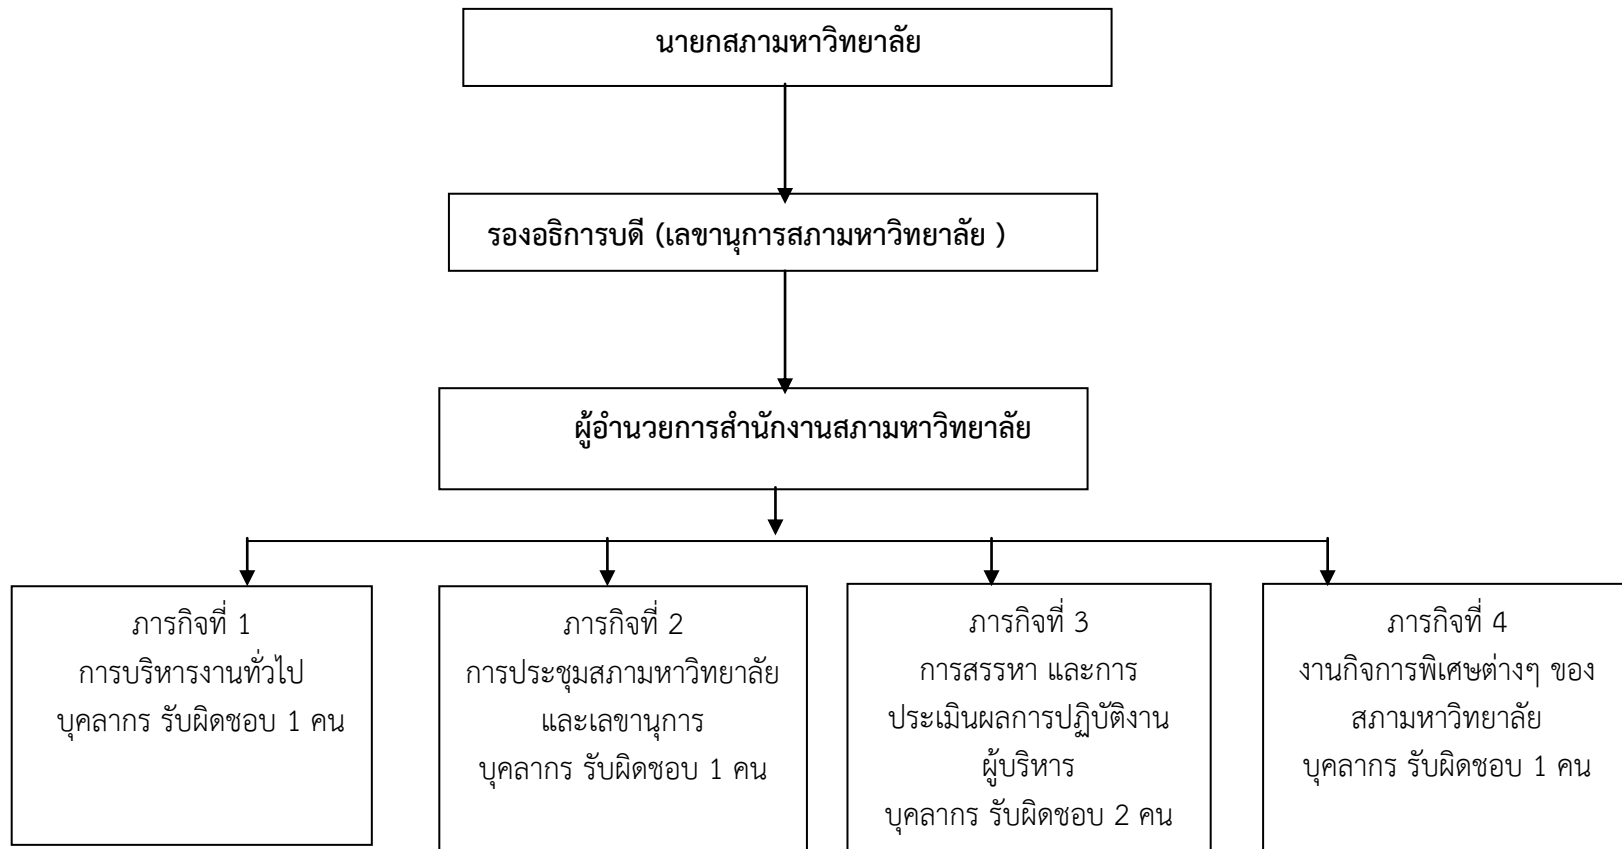 นายกสภามหาวิทยาลัย
รองอธิการบดี (เลขานุการสภามหาวิทยาลัย )
ผู้อำนวยการสำนักงานสภามหาวิทยาลัย
ภารกิจที่ 1
การบริหารงานทั่วไป
บุคลากร รับผิดชอบ 1 คน
ภารกิจที่ 2
การประชุมสภามหาวิทยาลัย
และเลขานุการ
บุคลากร รับผิดชอบ 1 คน
ภารกิจที่ 3
การสรรหา และการ
ประเมินผลการปฏิบัติงาน
ผู้บริหาร
บุคลากร รับผิดชอบ 2 คน
ภารกิจที่ 4
งานกิจการพิเศษต่างๆ ของ
สภามหาวิทยาลัย
บุคลากร รับผิดชอบ 1 คน